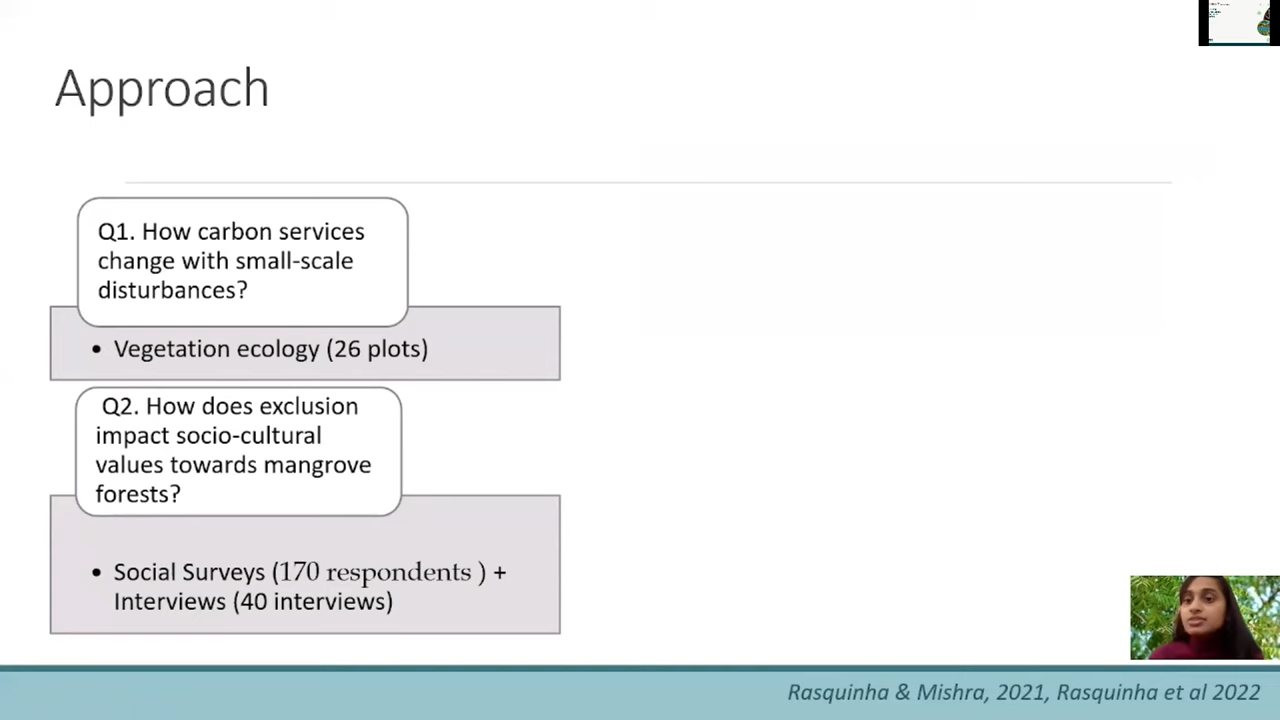 Approach
Q1. How carbon services
change with small-scale
disturbances?
• Vegetation ecology (26 plots)
Q2. How does exclusion
impact socio-cultural
values towards mangrove
forests?
• Social Surveys (170 respondents ) +
Interviews (40 interviews)
Rasquinha & Mishra, 2021, Rasquinha et al 2022